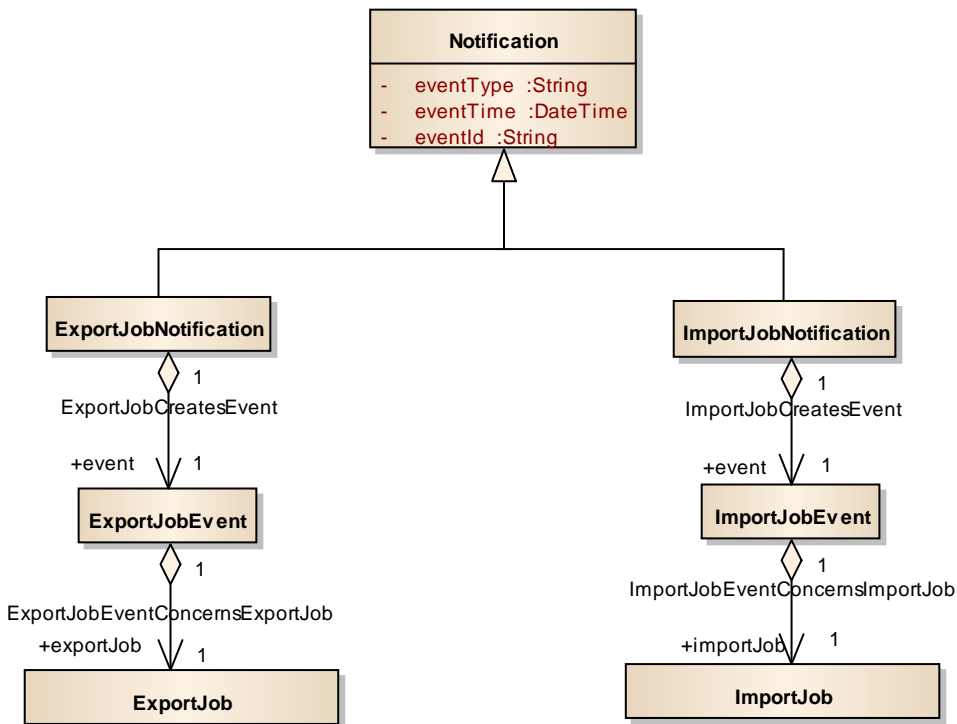 Notification
- eventType :String
- eventTime :DateTime
- eventId :String
ExportJobNotification
ImportJobNotification
1
ExportJobCreatesEvent
1
ImportJobCreatesEvent
+event 1
+event 1
ExportJobEvent
ImportJobEvent
1
ExportJobEventConcernsExportJob
1
ImportJobEventConcernsImportJob
+exportJob 1
+importJob 1
ExportJob
ImportJob